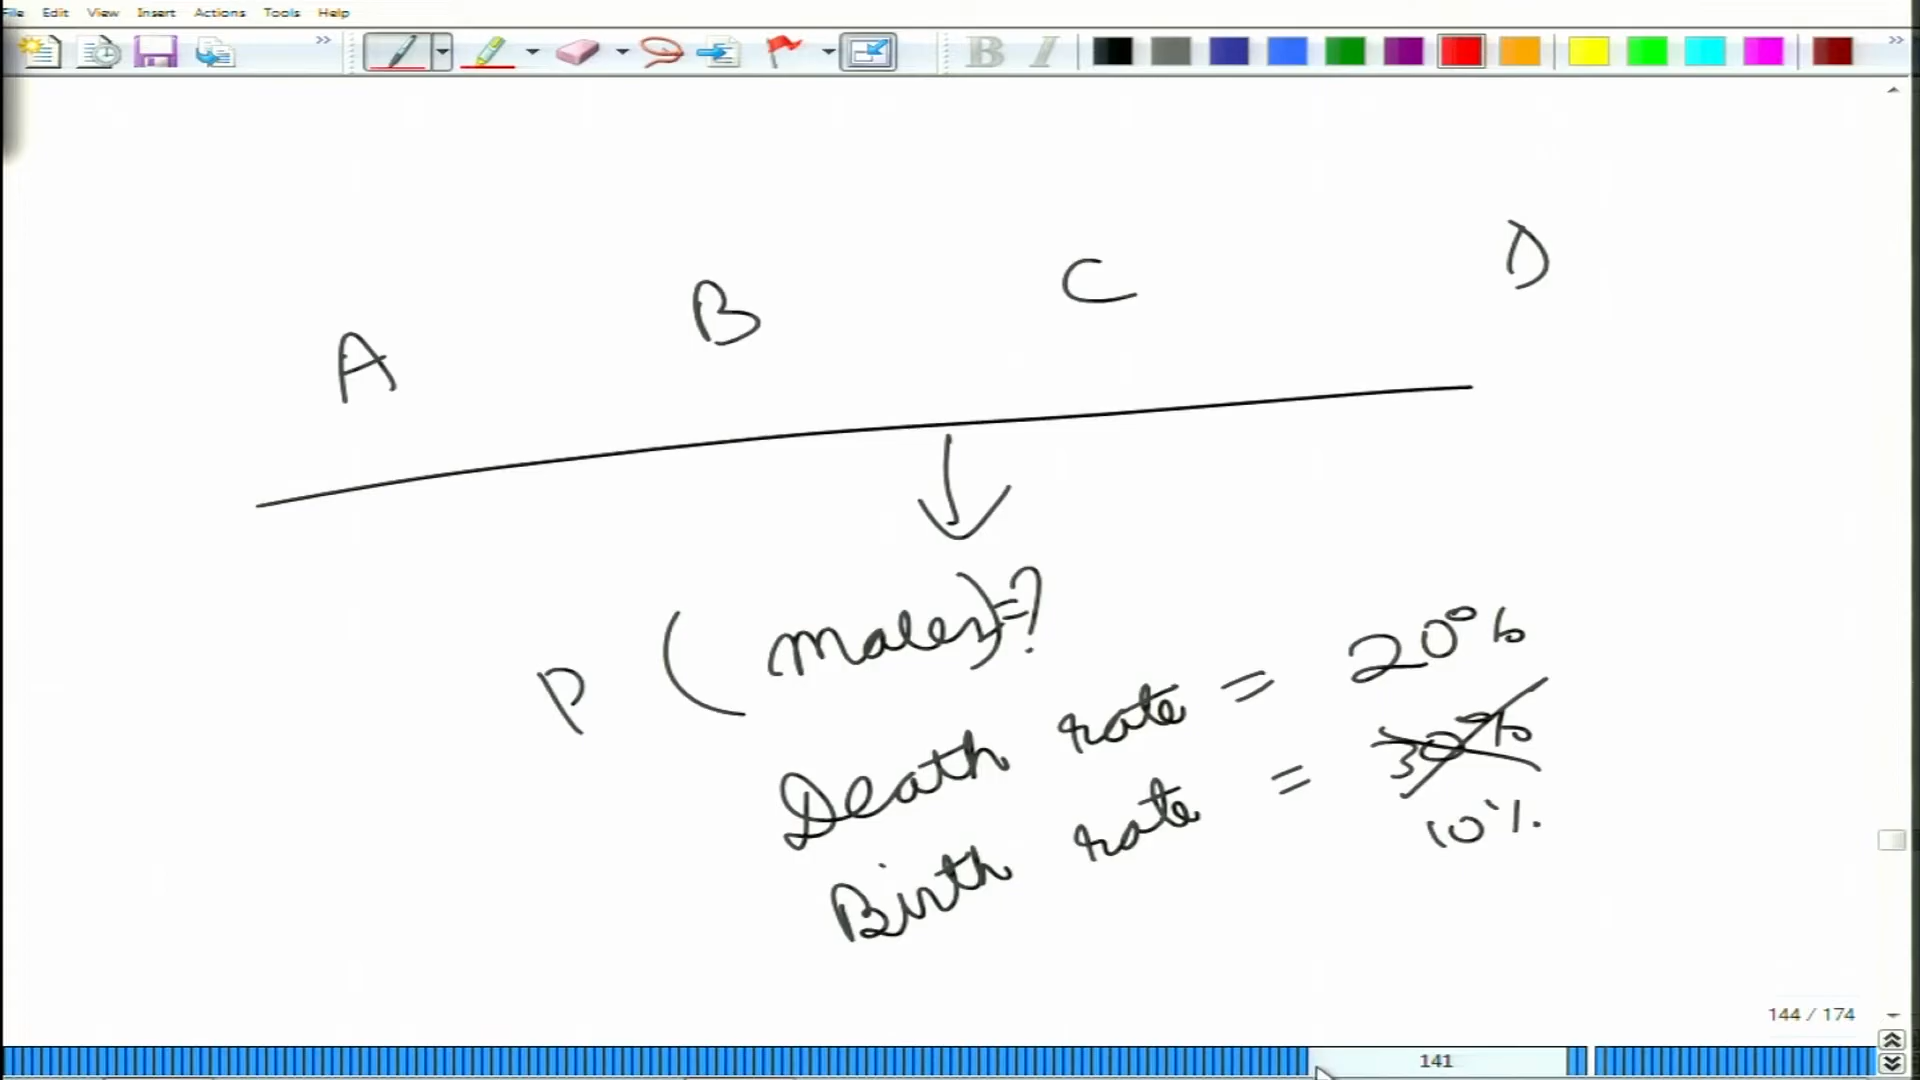 File Edit View Insert Actions Tools Help
B I
A B C D
P (males)=?
Death rate = 20%
Birth rate = 30%
10%
144 / 174
141